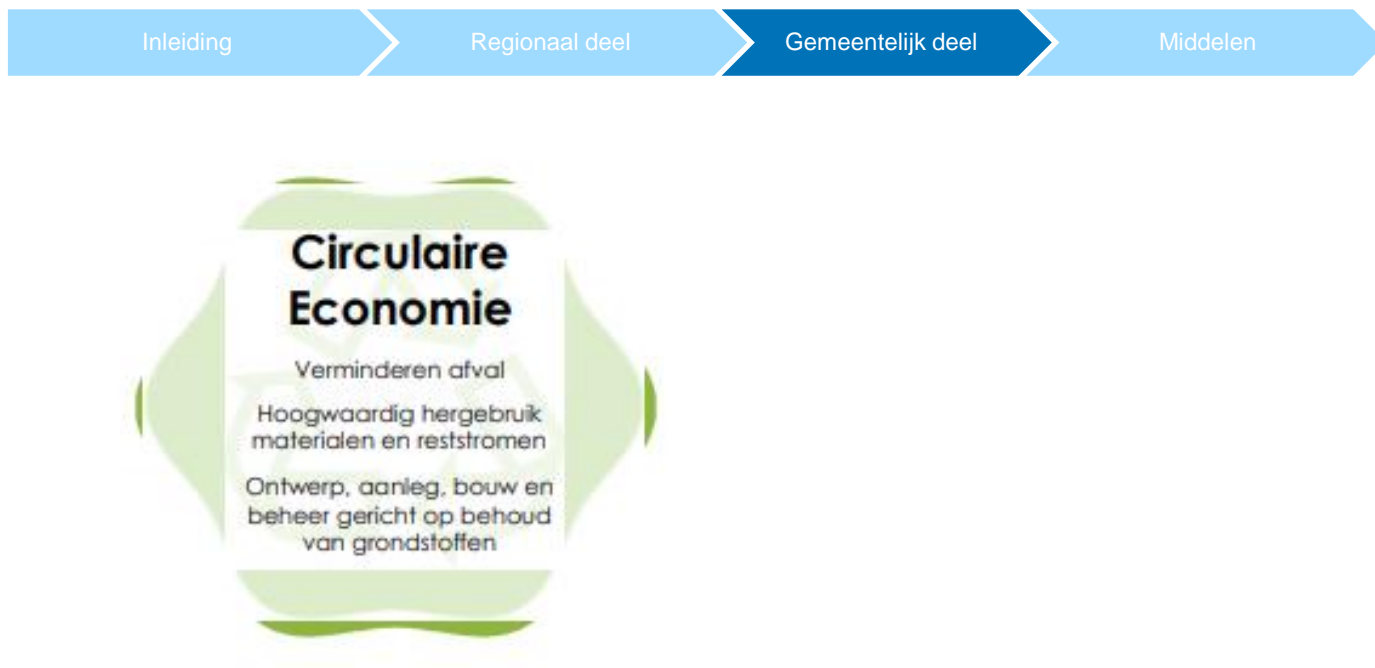 Inleiding
Regionaal deel
Gemeentelijk deel
Middelen
Circulaire
Economie
Verminderen afval
Hoogwaardig hergebruik
materialen en reststromen
Ontwerp, aanleg, bouw en
beheer gericht op behoud
van grondstoffen